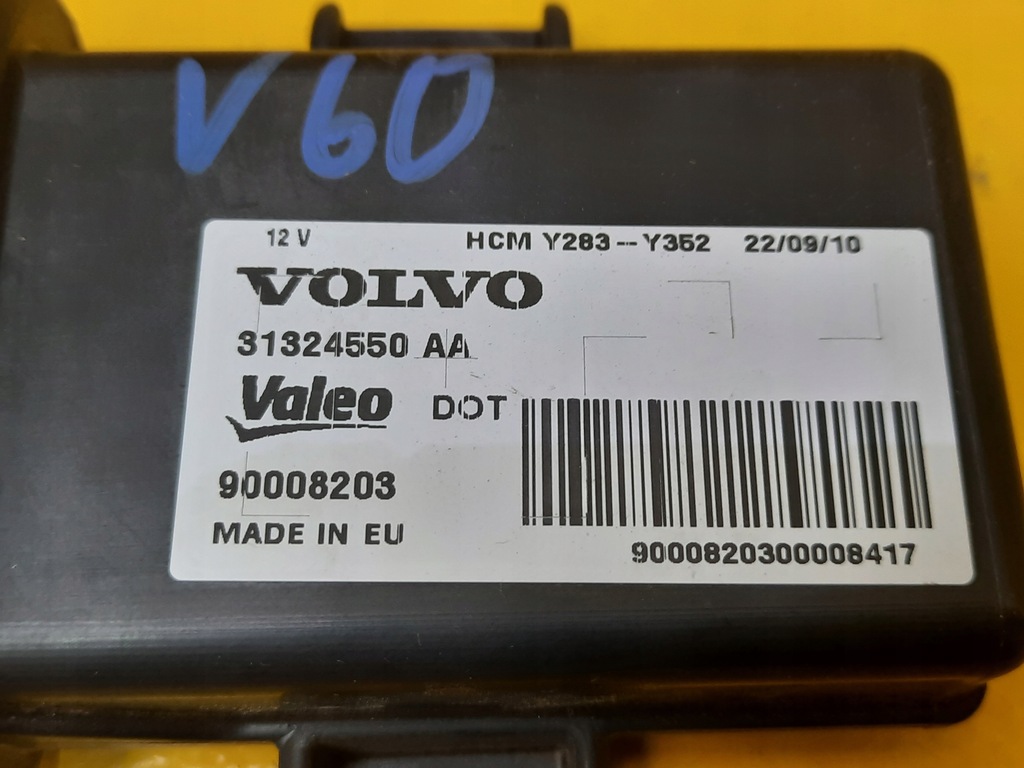 V60
12 V HCM Y283--Y352 22/09/10
VOLVO
31324550 AA
Valeo DOT
90008203
MADE IN EU
9000820300008417